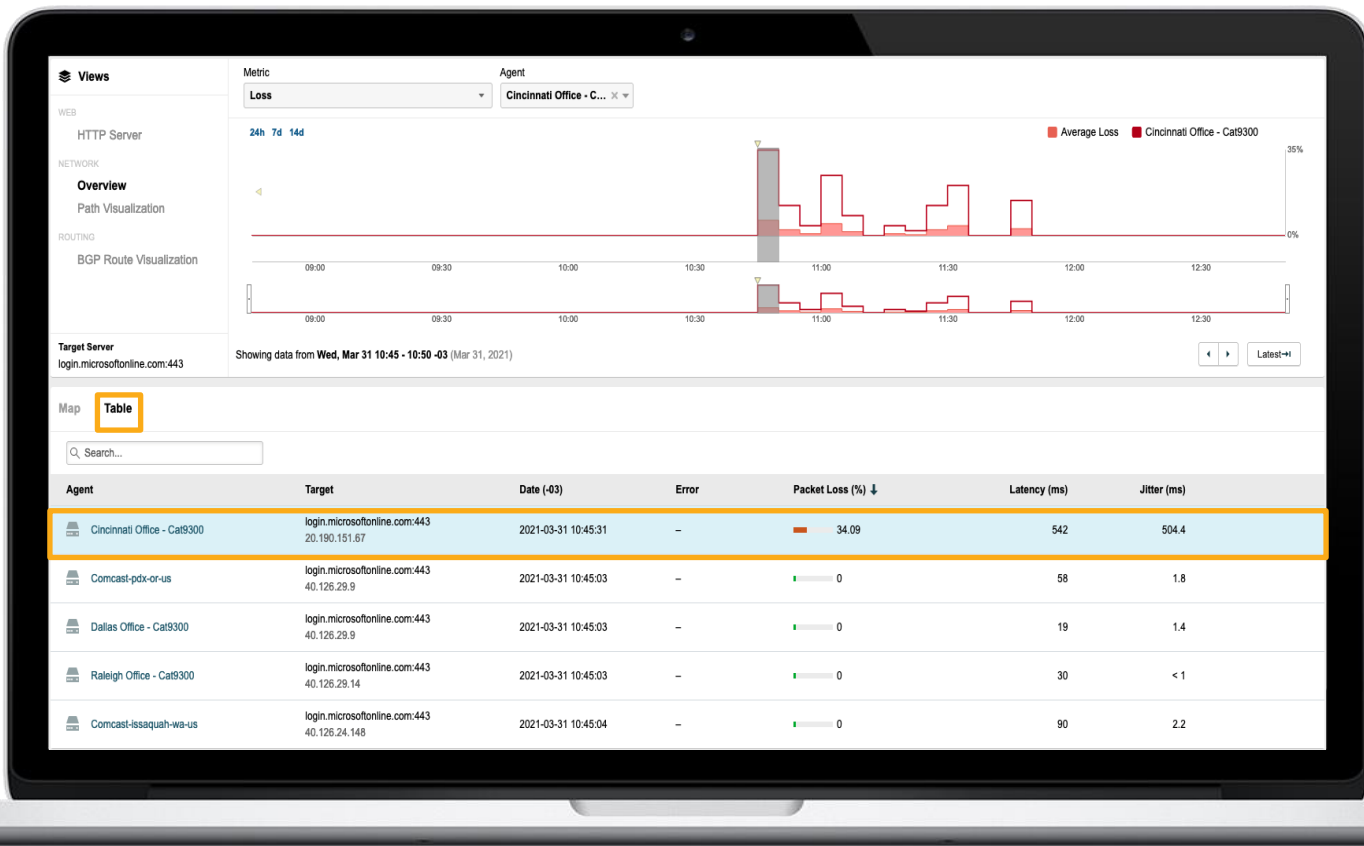 Views
WEB
HTTP Server
NETWORK
Overview
Path Visualization
ROUTING
BGP Route Visualization
Target Server
login.microsoftonline.com:443
Metric
Loss
Agent
Cincinnati Office - C...
24h 7d 14d
Average Loss Cincinnati Office - Cat9300
35%
0%
09:00 09:30 10:00 10:30 11:00 11:30 12:00 12:30
09:00 09:30 10:00 10:30 11:00 11:30 12:00 12:30
Showing data from Wed, Mar 31 10:45 - 10:50 -03 (Mar 31, 2021)
Latest
Map Table
Search...
Agent Target Date (-03) Error Packet Loss (%) Latency (ms) Jitter (ms)
Cincinnati Office - Cat9300 login.microsoftonline.com:443 2021-03-31 10:45:31 – 34.09 542 504.4
20.190.151.67
Comcast-pdx-or-us login.microsoftonline.com:443 2021-03-31 10:45:03 – 0 58 1.8
40.126.29.9
Dallas Office - Cat9300 login.microsoftonline.com:443 2021-03-31 10:45:03 – 0 19 1.4
40.126.29.9
Raleigh Office - Cat9300 login.microsoftonline.com:443 2021-03-31 10:45:03 – 0 30 < 1
40.126.29.14
Comcast-issaquah-wa-us login.microsoftonline.com:443 2021-03-31 10:45:04 – 0 90 2.2
40.126.24.148